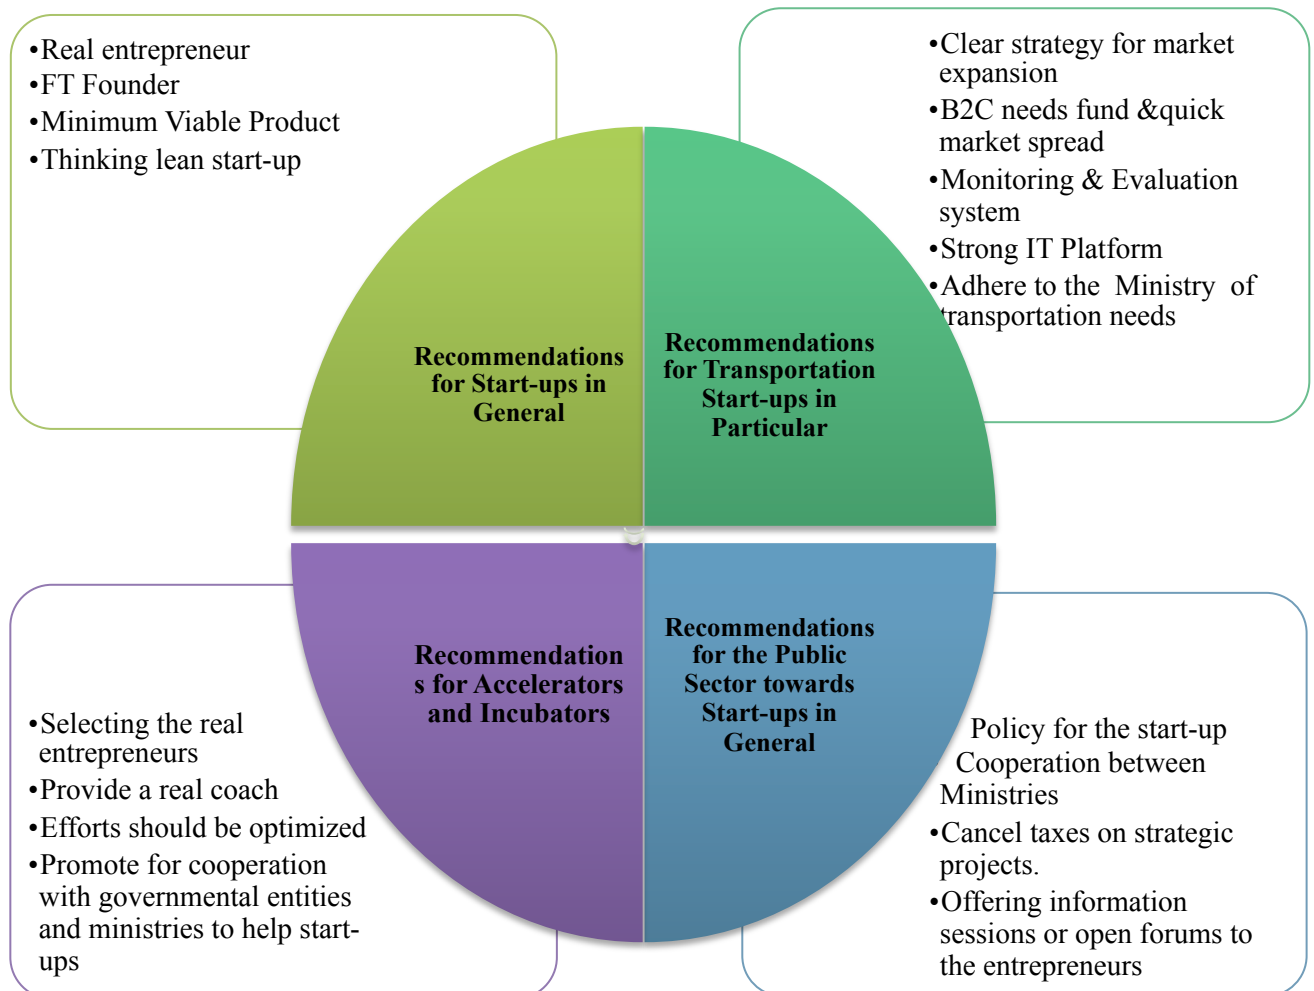 •Real entrepreneur
•FT Founder
•Minimum Viable Product
•Thinking lean start-up
•Clear strategy for market
expansion
•B2C needs fund &quick
market spread
•Monitoring & Evaluation
system
•Strong IT Platform
•Adhere to the Ministry of
transportation needs
Recommendations
for Start-ups in
General
Recommendations
for Transportation
Start-ups in
Particular
Recommendation
s for Accelerators
and Incubators
Recommendations
for the Public
Sector towards
Start-ups in
General
•Selecting the real
entrepreneurs
•Provide a real coach
•Efforts should be optimized
•Promote for cooperation
with governmental entities
and ministries to help start-
ups
Policy for the start-up
Cooperation between
Ministries
•Cancel taxes on strategic
projects.
•Offering information
sessions or open forums to
the entrepreneurs